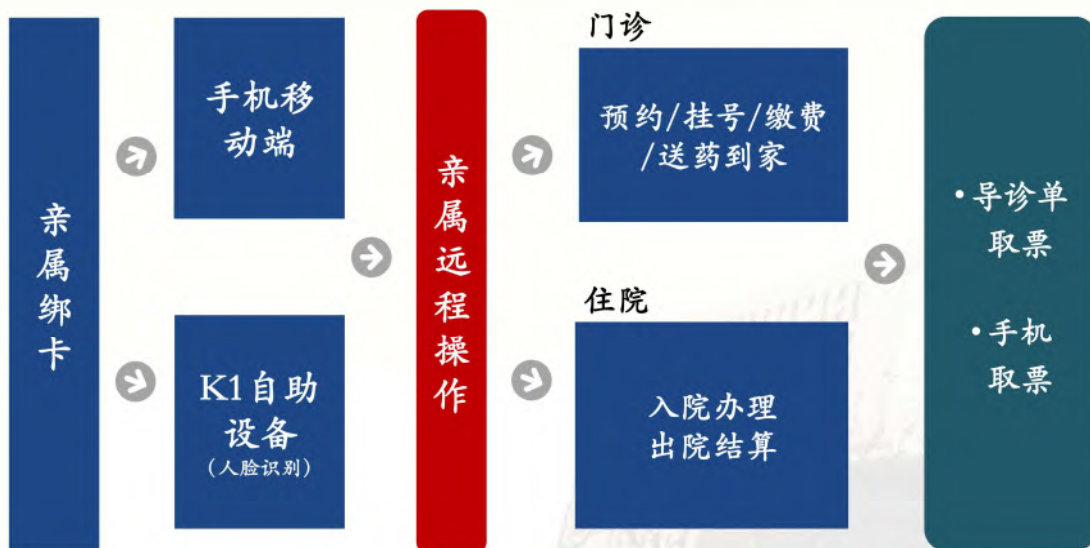 亲属绑卡
手机移
动端
K1自助
设备
（人脸识别）
亲属远程操作
门诊
预约/挂号/缴费
/送药到家
住院
入院办理
出院结算
•导诊单
取票
•手机
取票